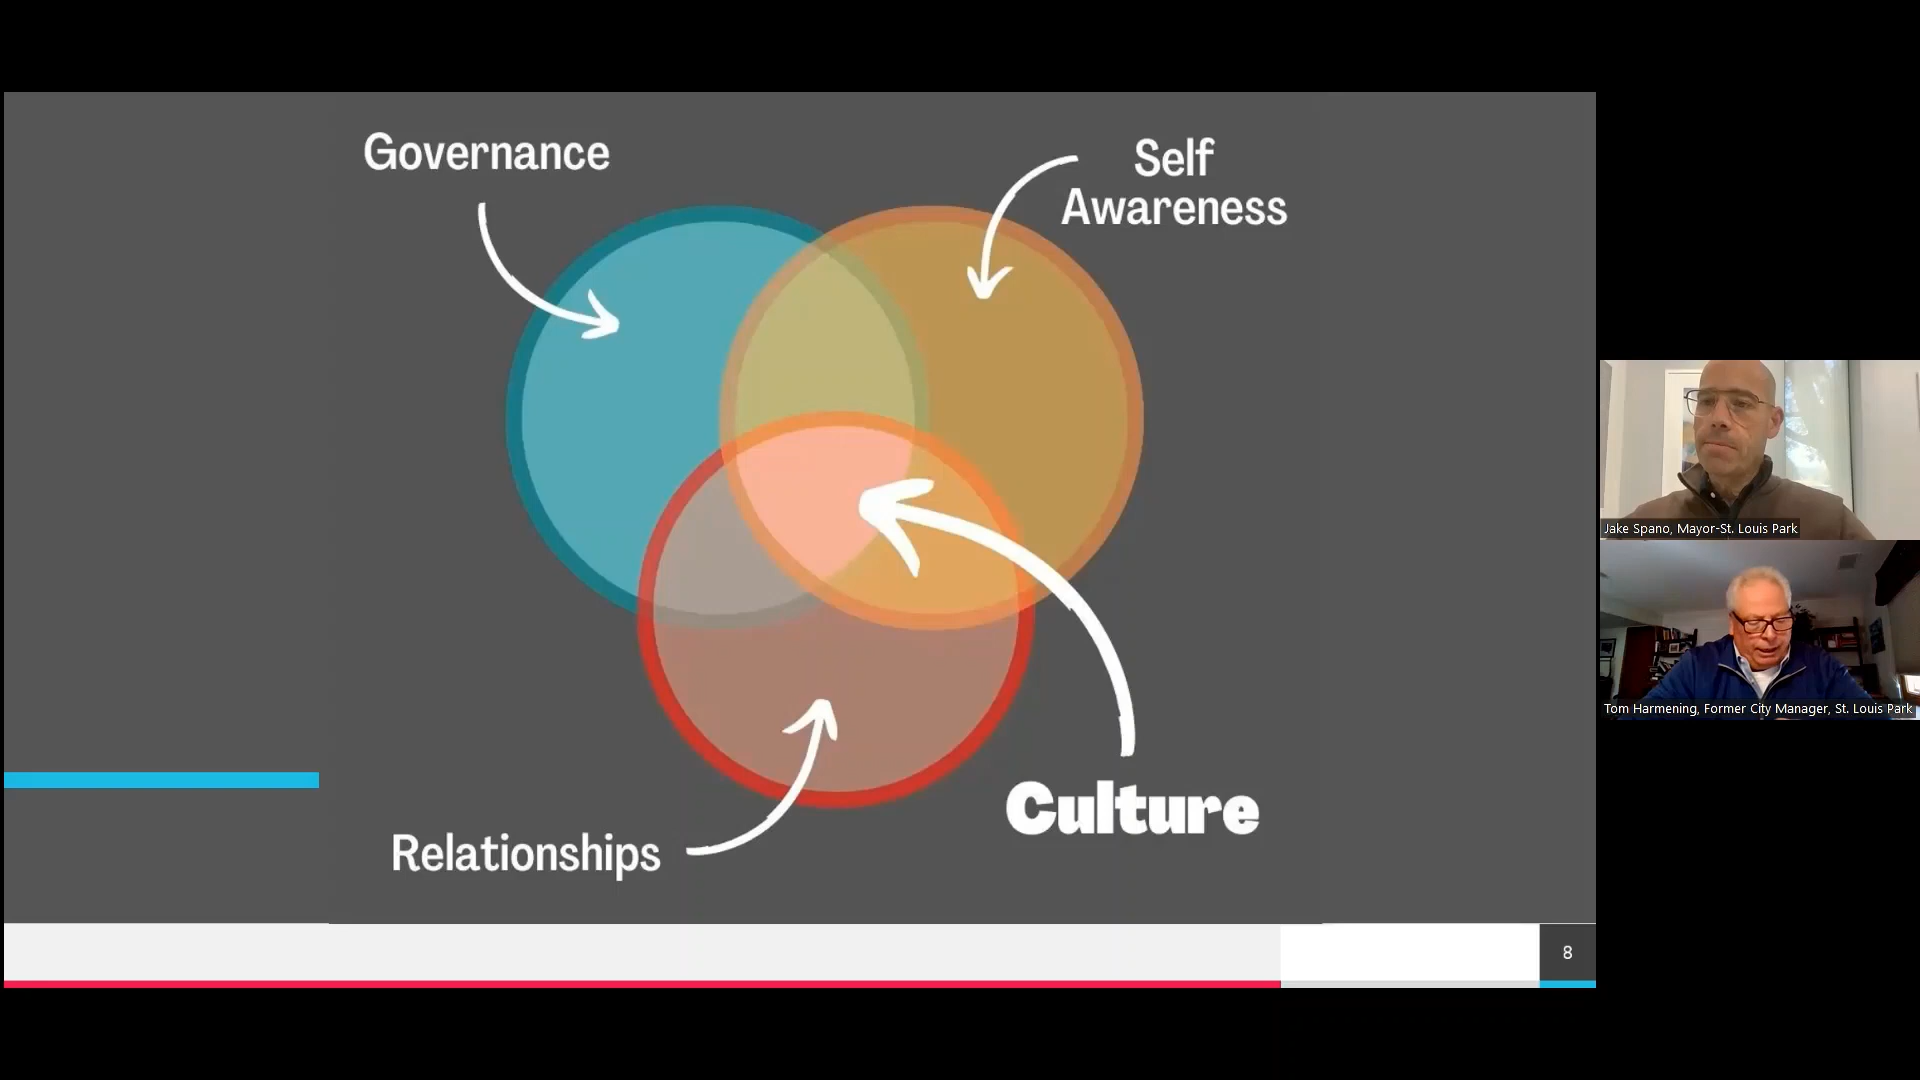 Governance
Self
Awareness
Relationships
Culture
8
Jake Spano, Mayor-St. Louis Park
Tom Harmening, Former City Manager, St. Louis Park